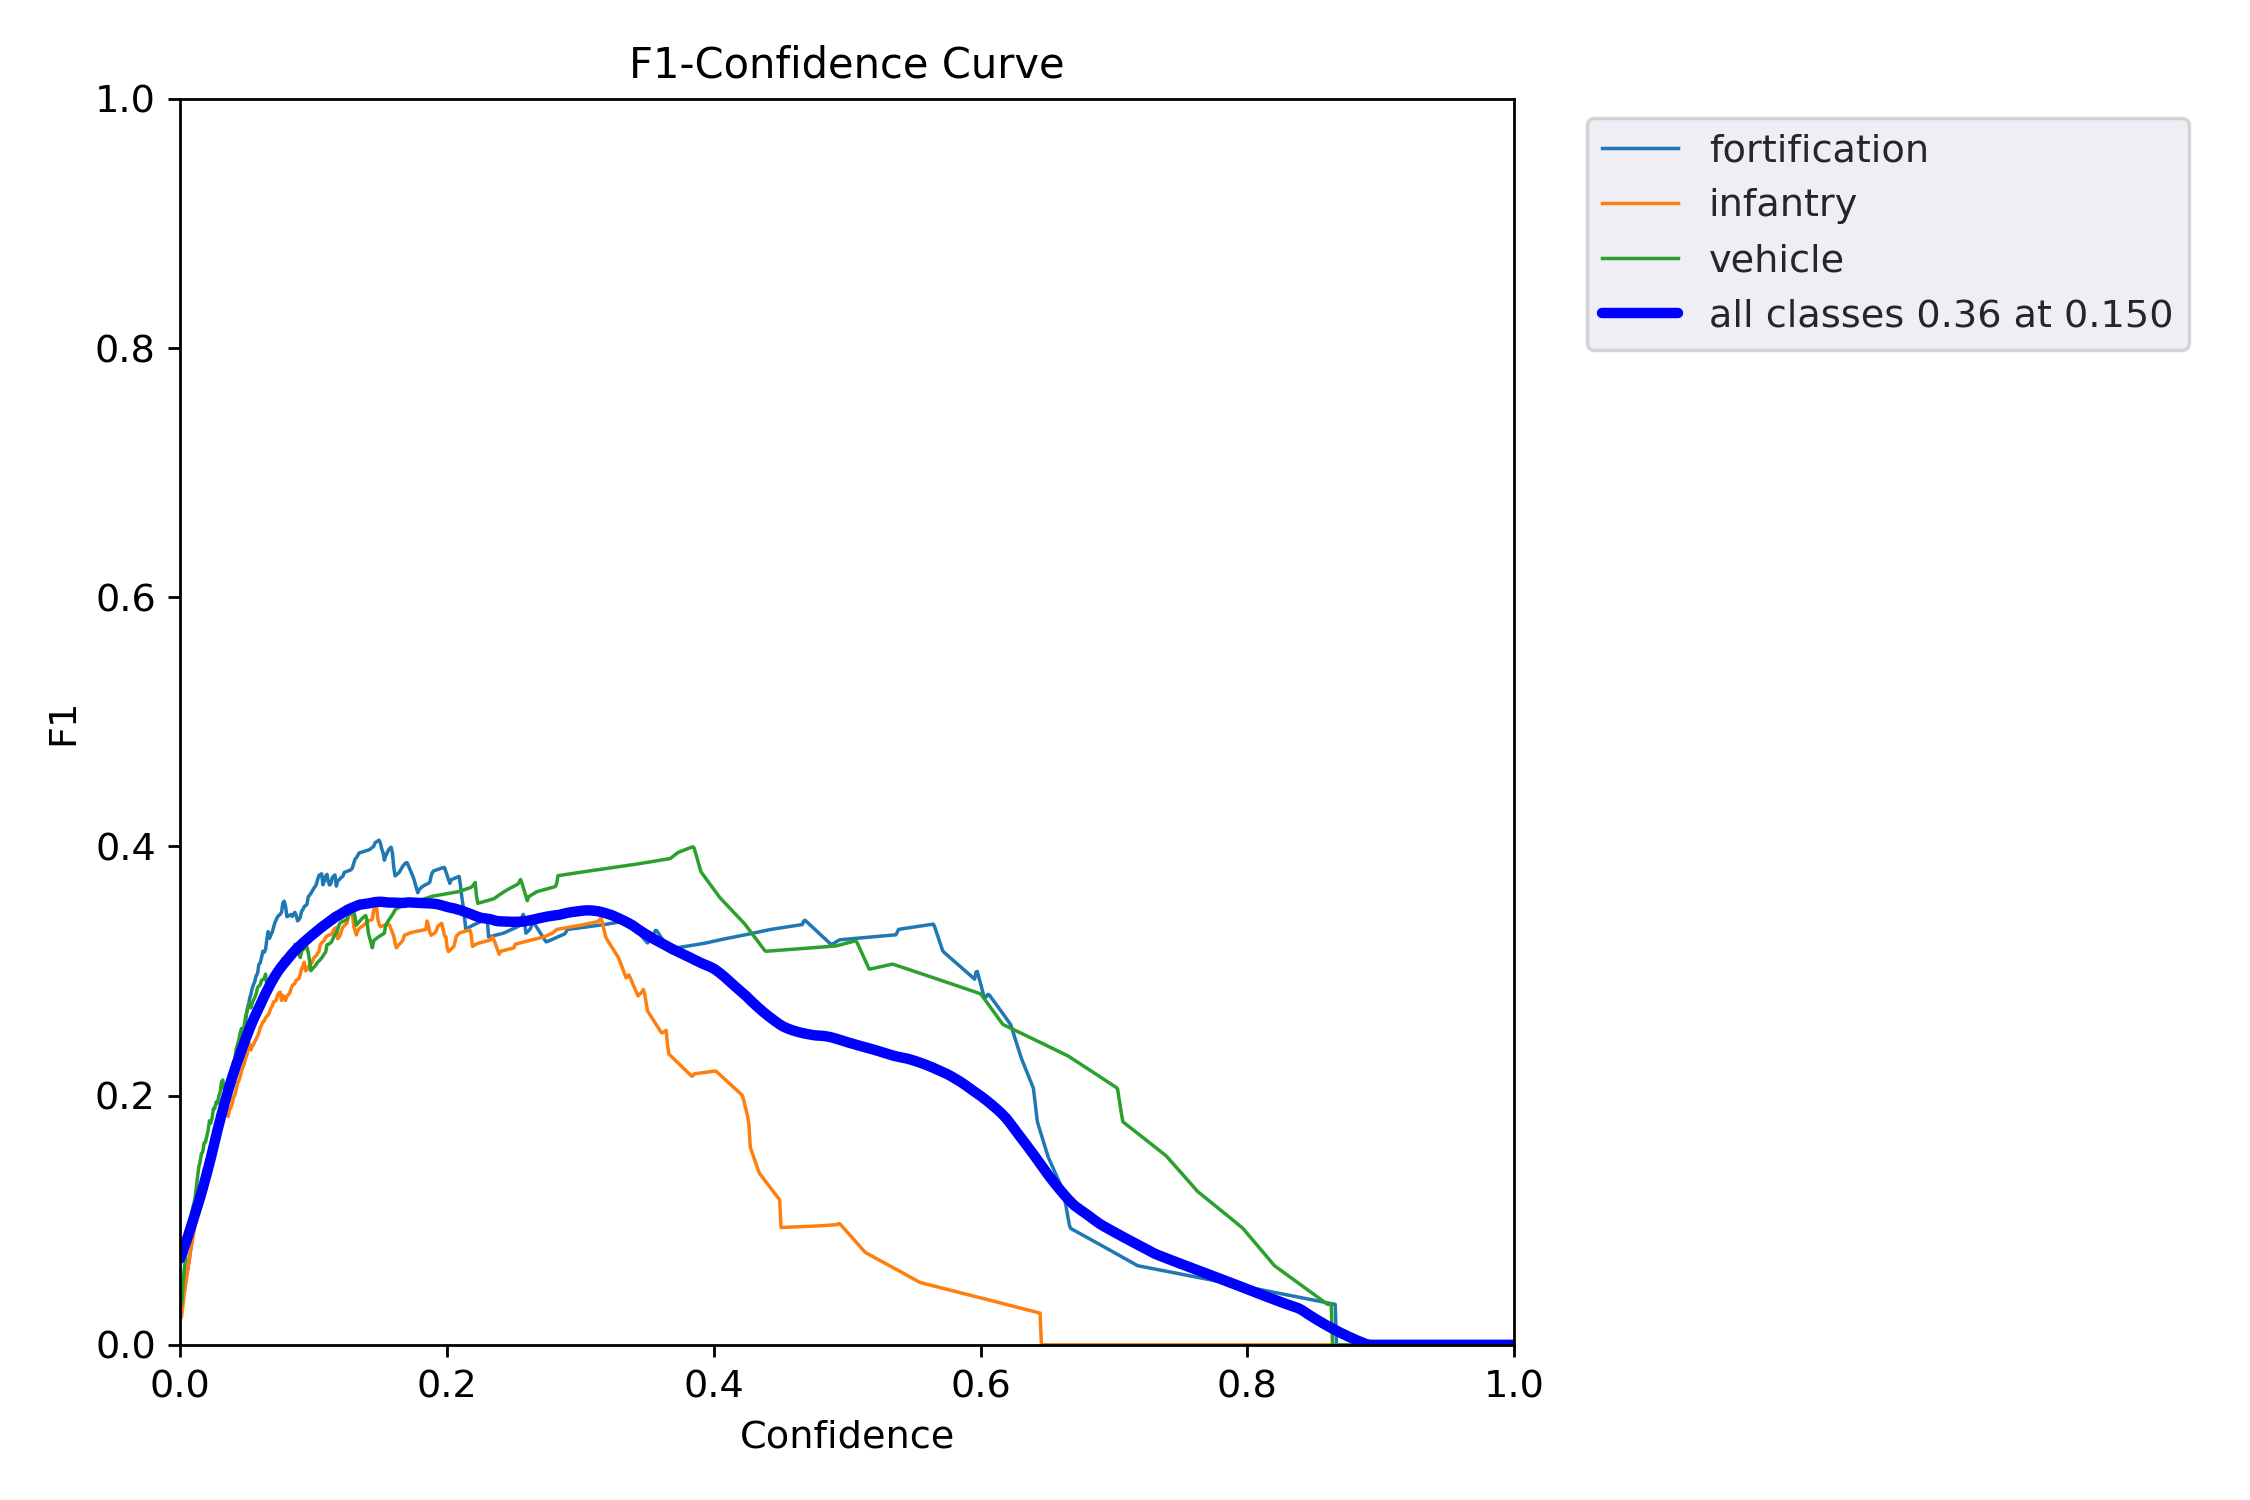 F1-Confidence Curve
1.0
0.8
0.6
0.4
0.2
0.0
F1
0.0 0.2 0.4 0.6 0.8 1.0
Confidence
fortification
infantry
vehicle
all classes 0.36 at 0.150